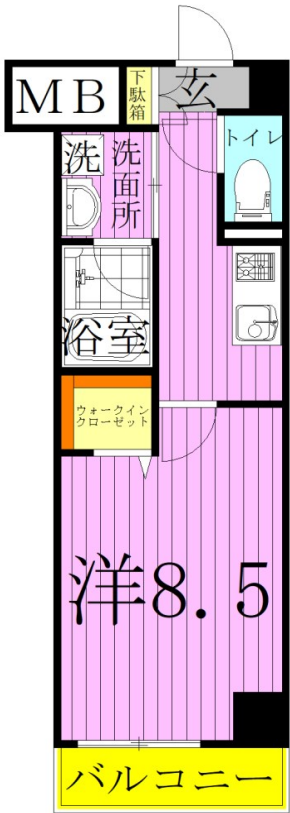 MB
下駄箱
玄
トイレ
洗
洗面所
浴室
ウォークイン
クローゼット
洋8.5
バルコニー